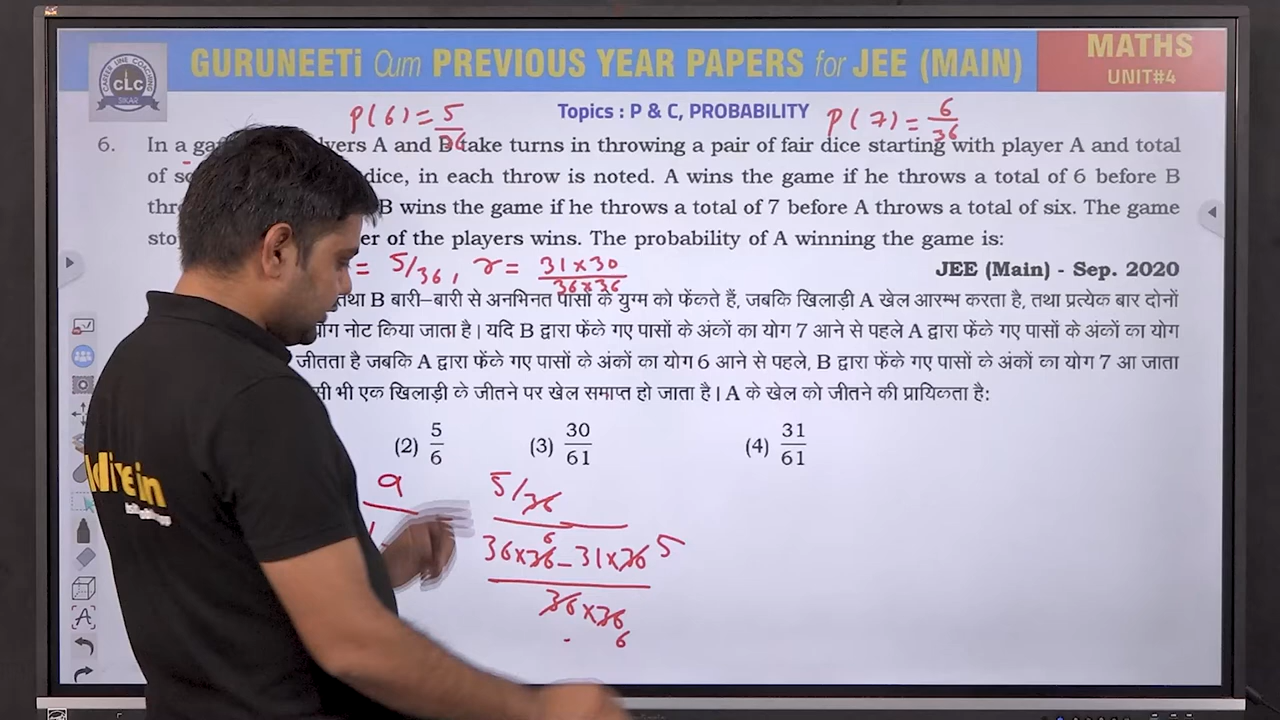 GURUNEETi Cum PREVIOUS YEAR PAPERS for JEE (MAIN)
MATHS
UNIT#4
CAREER LINE COACHING
CLC
SIKAR
Topics : P & C, PROBABILITY
P(6) = 5/36
P(7) = 6/36
6. In a take turns in throwing a pair of fair dice starting with player A and total
of dice, in each throw is noted. A wins the game if he throws a total of 6 before B
B wins the game if he throws a total of 7 before A throws a total of six. The game
of the players wins. The probability of A winning the game is:
= 5/36, r = 31×30/36×36
JEE (Main) - Sep. 2020
तथा B बारी–बारी से अनभिनत पासों के युग्म को फेंकते हैं, जबकि खिलाड़ी A खेल आरम्भ करता है, तथा प्रत्येक बार दोनों
नोट किया जाता है। यदि B द्वारा फेंके गए पासों के अंकों का योग 7 आने से पहले A द्वारा फेंके गए पासों के अंकों का योग
जीतता है जबकि A द्वारा फेंके गए पासों के अंकों का योग 6 आने से पहले, B द्वारा फेंके गए पासों के अंकों का योग 7 आ जाता
भी एक खिलाड़ी के जीतने पर खेल समाप्त हो जाता है। A के खेल को जीतने की प्रायिकता है:
(2) 5/6 (3) 30/61 (4) 31/61
a 5/36
36×36 6 – 31×36 5
36×36
6